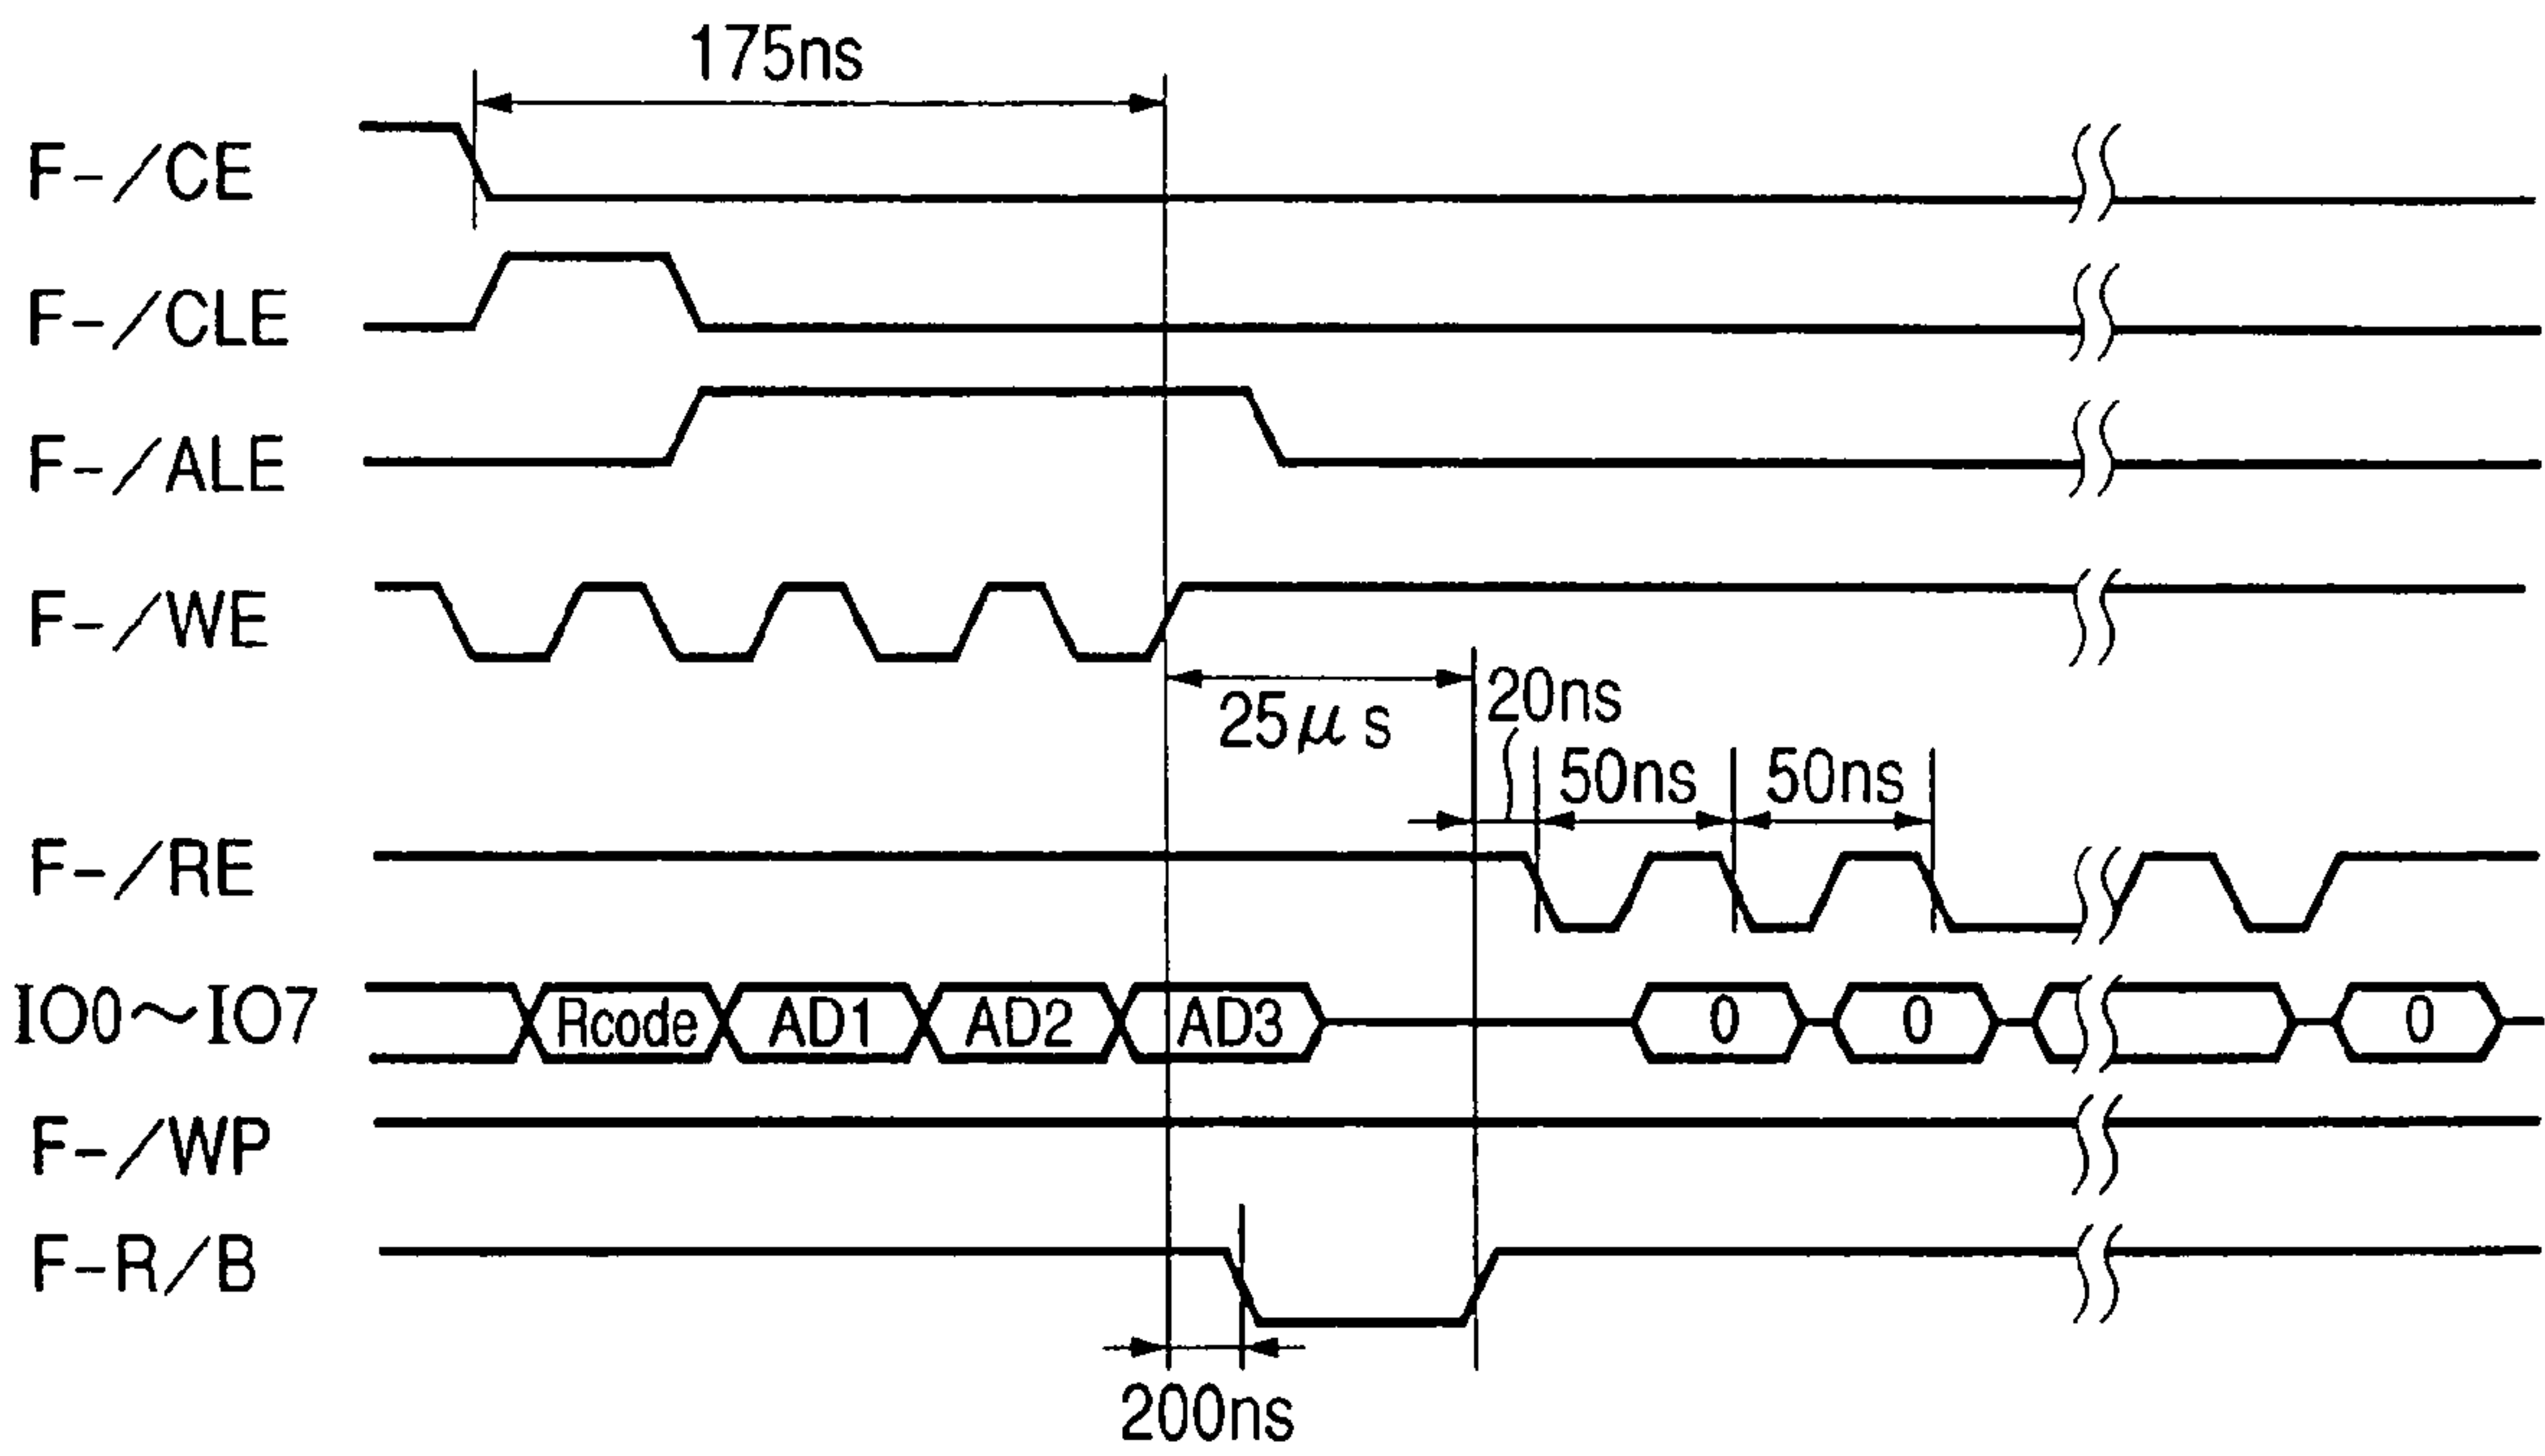 175ns
F-/CE
F-/CLE
F-/ALE
F-/WE
25μs
20ns
50ns 50ns
F-/RE
IO0~IO7 Rcode AD1 AD2 AD3 0 0 0
F-/WP
F-R/B
200ns